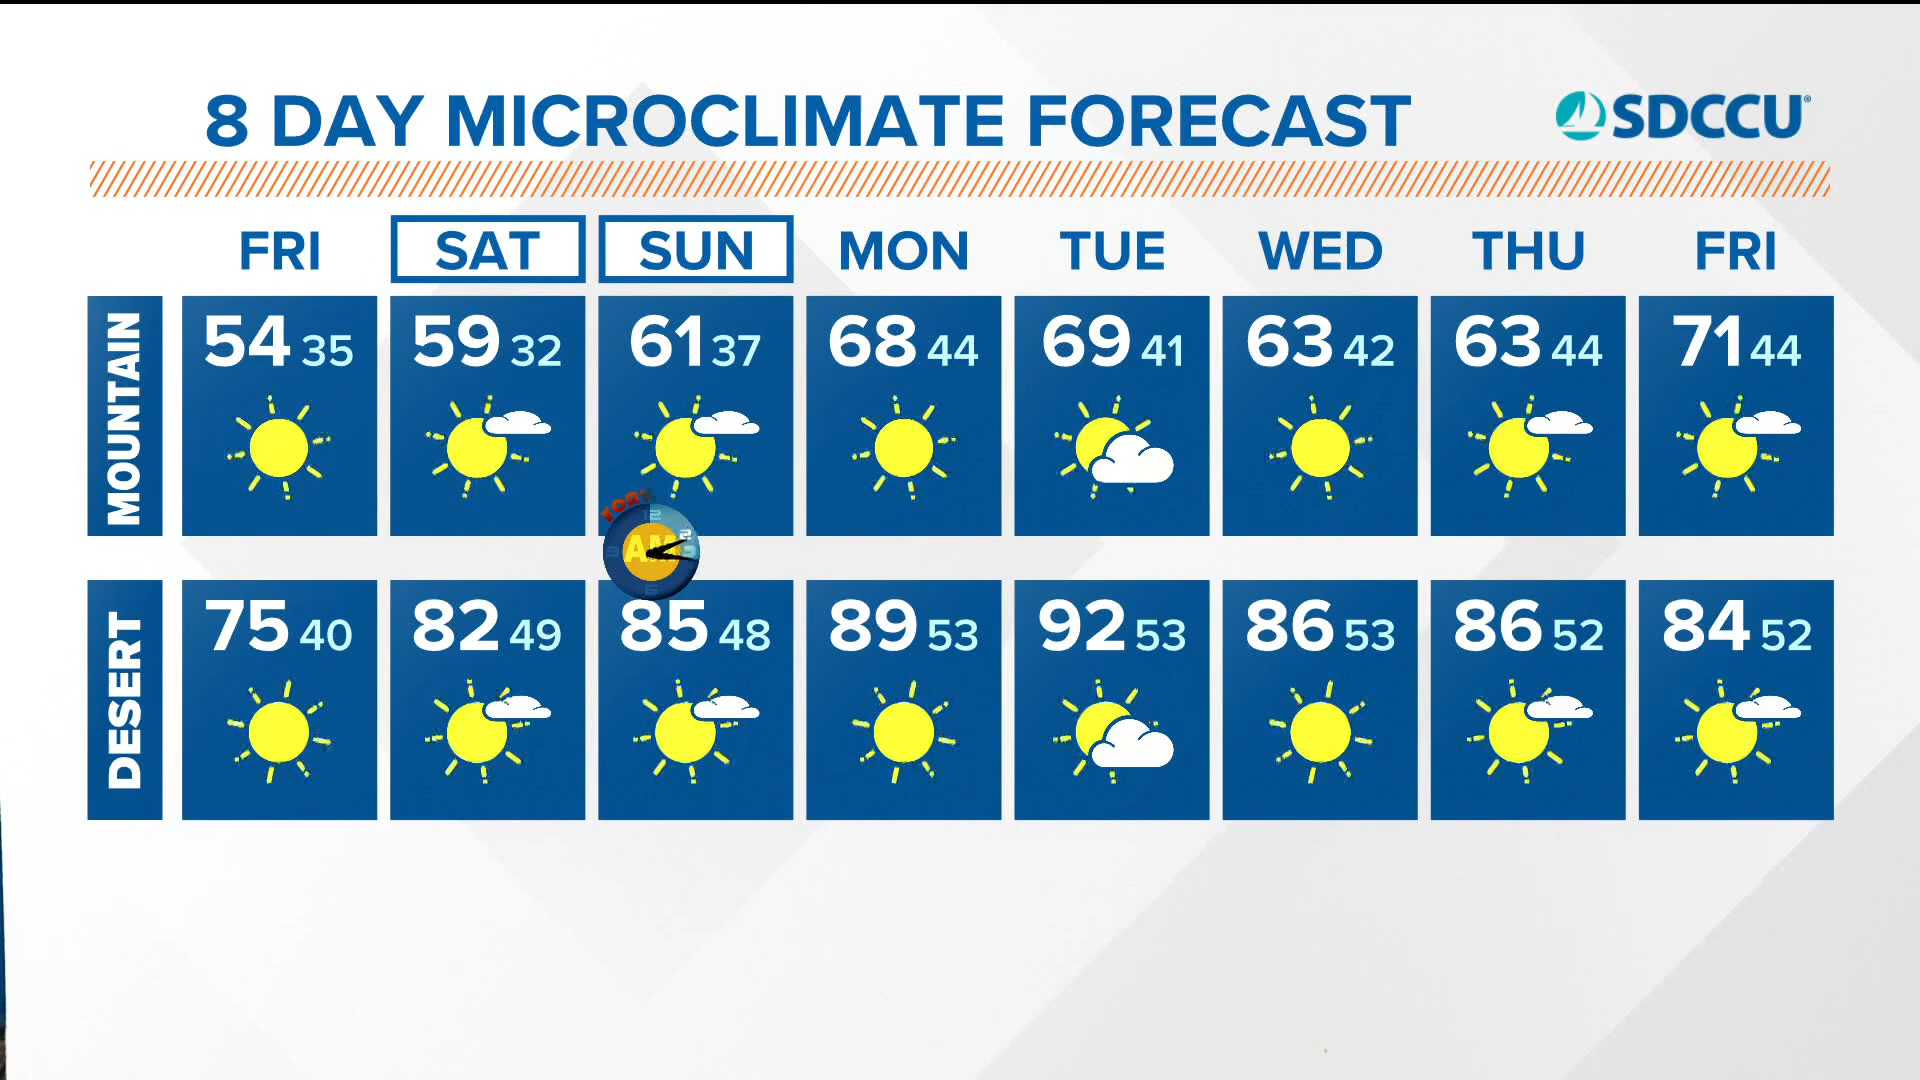 8 DAY MICROCLIMATE FORECAST
SDCCU®
FRI SAT SUN MON TUE WED THU FRI
MOUNTAIN
54 35 59 32 61 37 68 44 69 41 63 42 63 44 71 44
AM
DESERT
75 40 82 49 85 48 89 53 92 53 86 53 86 52 84 52